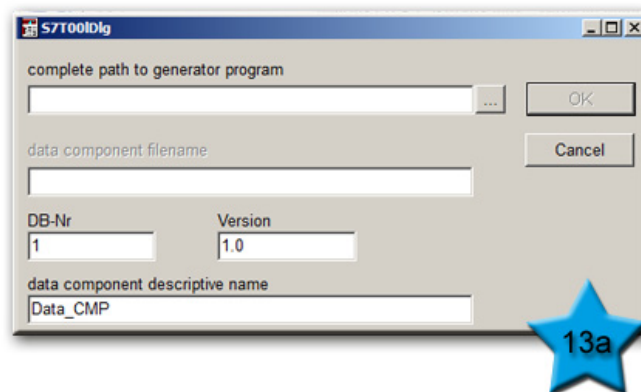 S7T00IDlg
complete path to generator program
...
OK
data component filename
Cancel
DB-Nr
Version
1
1.0
data component descriptive name
Data_CMP
13a